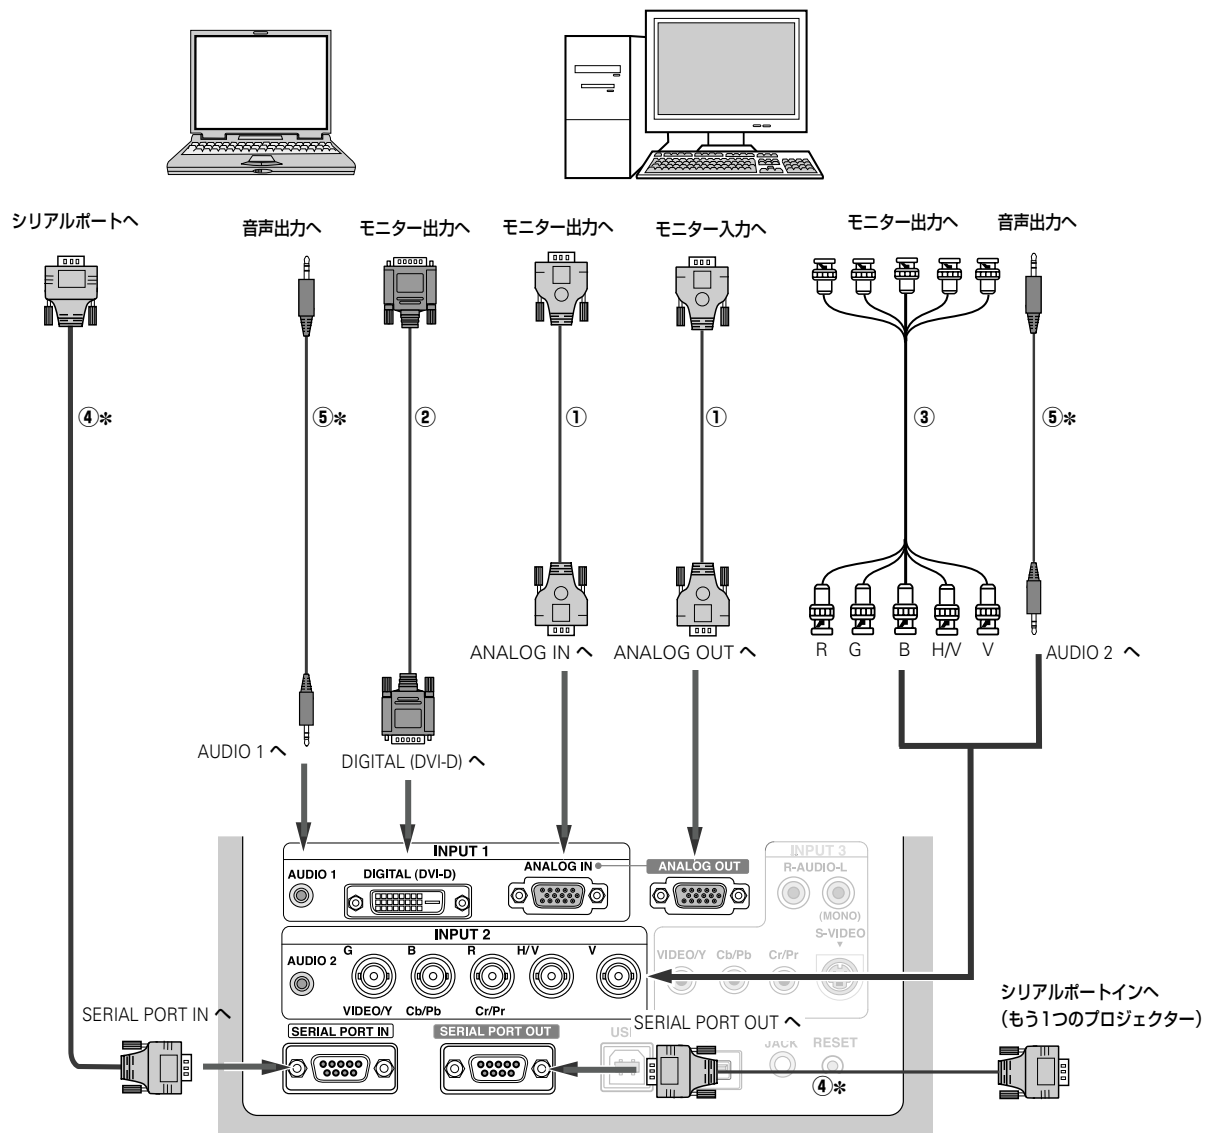 シリアルポートへ
音声出力へ
モニター出力へ
モニター出力へ
モニター入力へ
モニター出力へ
音声出力へ
④*
⑤*
②
①
①
③
⑤*
ANALOG IN へ
ANALOG OUT へ
R G B H/V V
AUDIO 2 へ
AUDIO 1 へ
DIGITAL (DVI-D) へ
INPUT 1
AUDIO 1
DIGITAL (DVI-D)
ANALOG IN
ANALOG OUT
INPUT 3
R-AUDIO-L
(MONO)
S-VIDEO
INPUT 2
AUDIO 2
G B R H/V V
VIDEO/Y Cb/Pb Cr/Pr
VIDEO/Y Cb/Pb Cr/Pr
SERIAL PORT IN へ
SERIAL PORT IN
SERIAL PORT OUT
SERIAL PORT OUT へ
シリアルポートインへ
（もう1つのプロジェクター）
JACK
RESET
④*